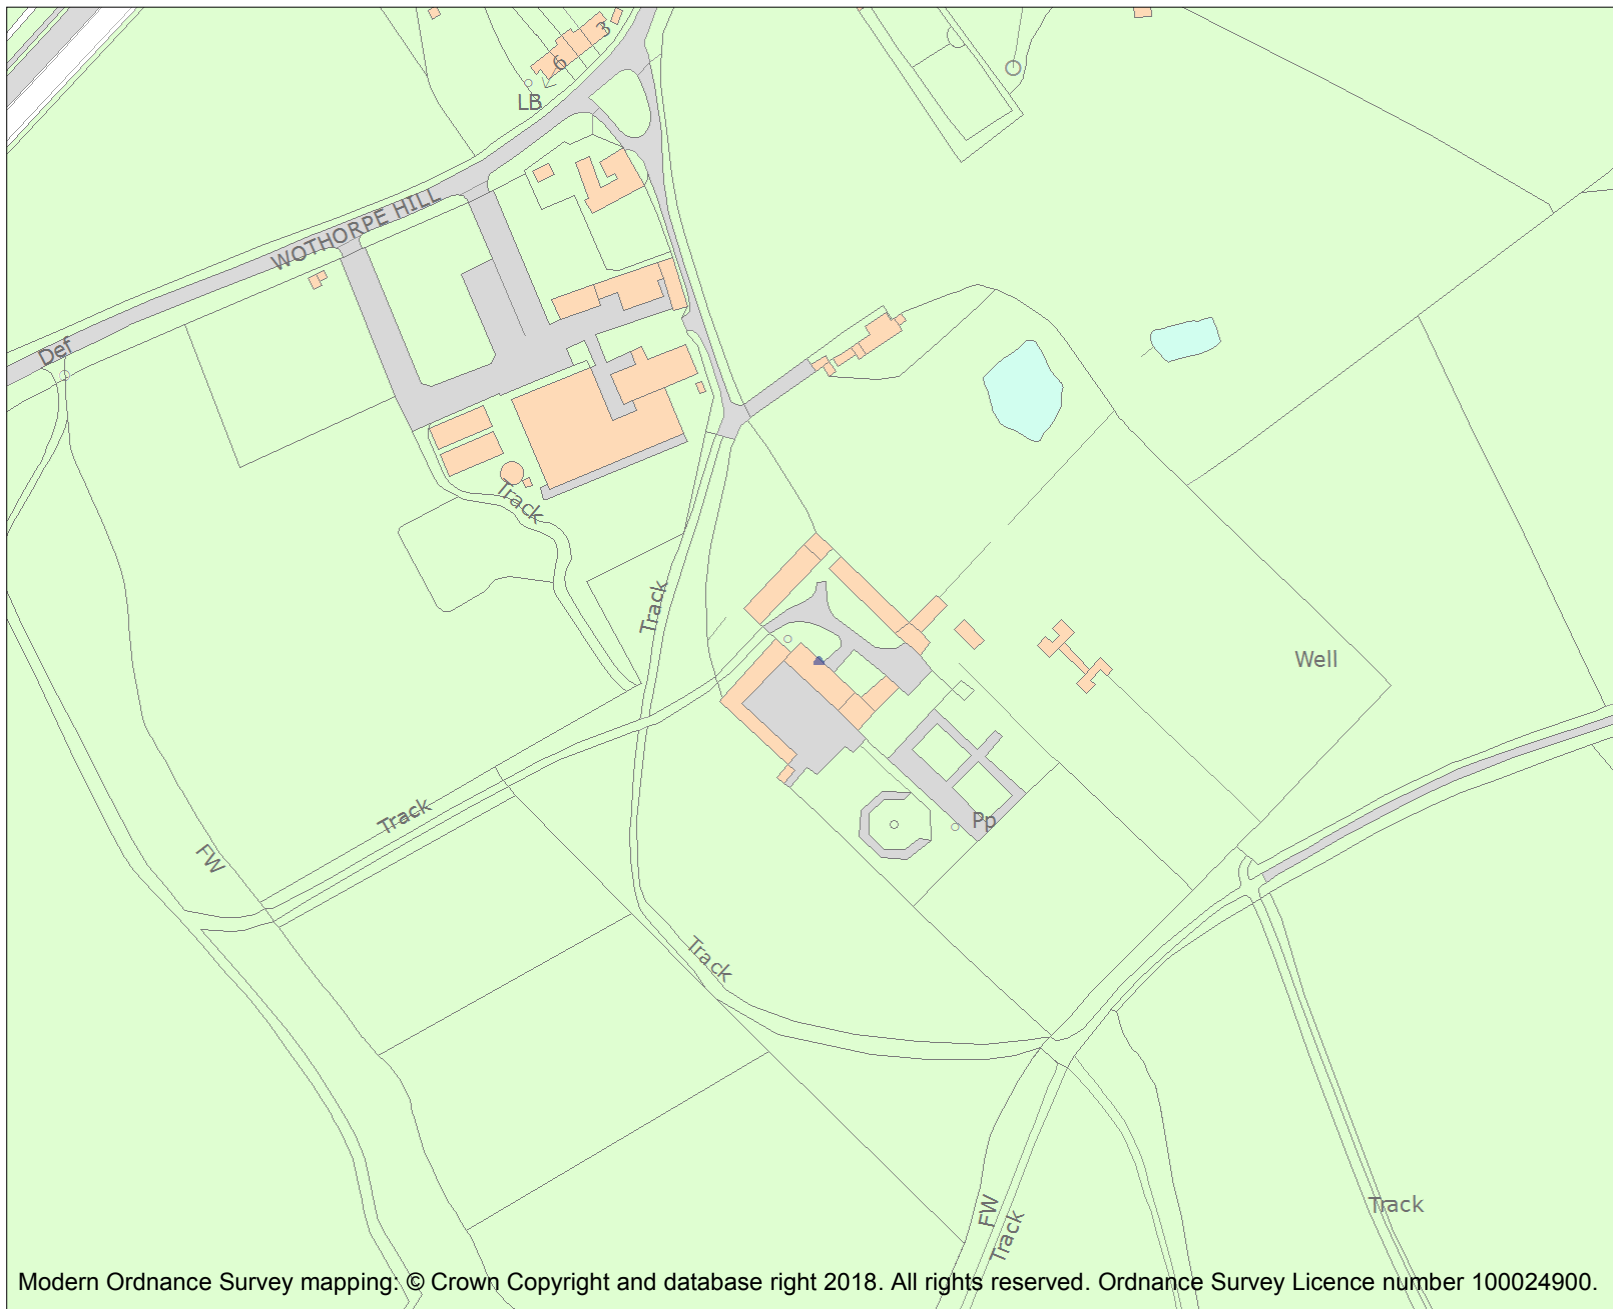 3
6
LB
WOTHORPE HILL
Def
Track
Track
Well
Track
Pp
FW
Track
Track
FW
Track
Modern Ordnance Survey mapping: © Crown Copyright and database right 2018. All rights reserved. Ordnance Survey Licence number 100024900.